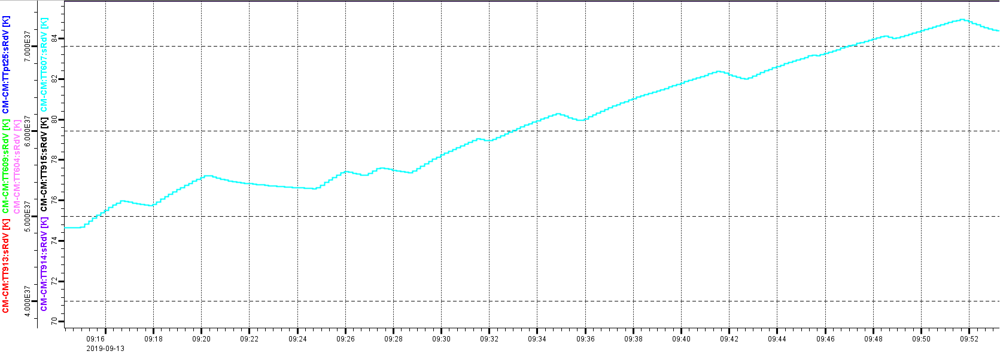 CM-CM:TT913:sRdV [K] CM-CM:TT609:sRdV [K] CM-CM:TTpt25:sRdV [K]
CM-CM:TT604:sRdV [K]
4.000E37 5.000E37 6.000E37 7.000E37
CM-CM:TT914:sRdV [K] CM-CM:TT915:sRdV [K] CM-CM:TT607:sRdV [K]
70 72 74 76 78 80 82 84
09:16 09:18 09:20 09:22 09:24 09:26 09:28 09:30 09:32 09:34 09:36 09:38 09:40 09:42 09:44 09:46 09:48 09:50 09:52
2019-09-13